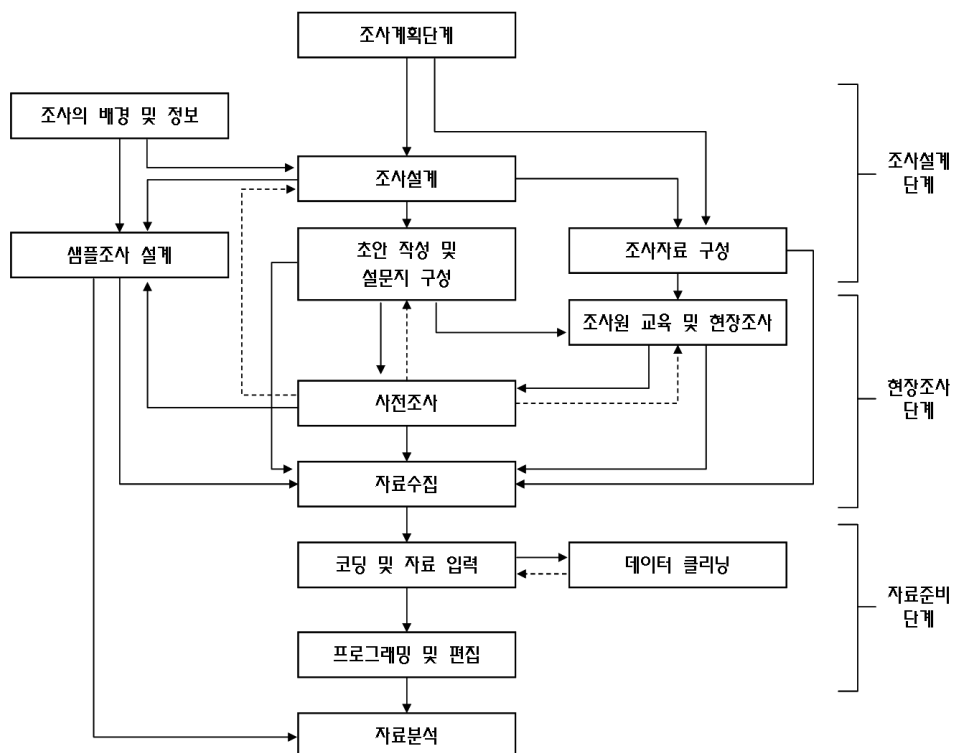 조사계획단계
조사의 배경 및 정보
조사설계
조사설계
단계
샘플조사 설계
초안 작성 및
설문지 구성
조사자료 구성
조사원 교육 및 현장조사
사전조사
현장조사
단계
자료수집
코딩 및 자료 입력
데이터 클리닝
자료준비
단계
프로그래밍 및 편집
자료분석